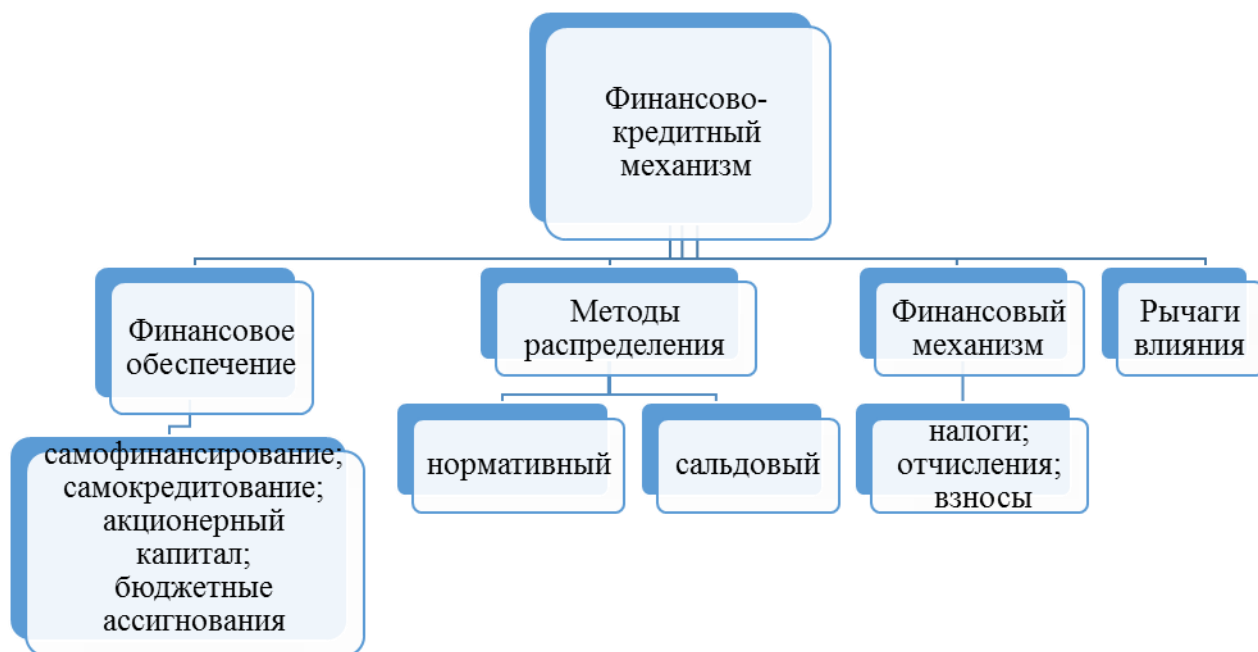 Финансово-
кредитный
механизм
Финансовое
обеспечение
Методы
распределения
Финансовый
механизм
Рычаги
влияния
самофинансирование;
самокредитование;
акционерный
капитал;
бюджетные
ассигнования
нормативный
сальдовый
налоги;
отчисления;
взносы